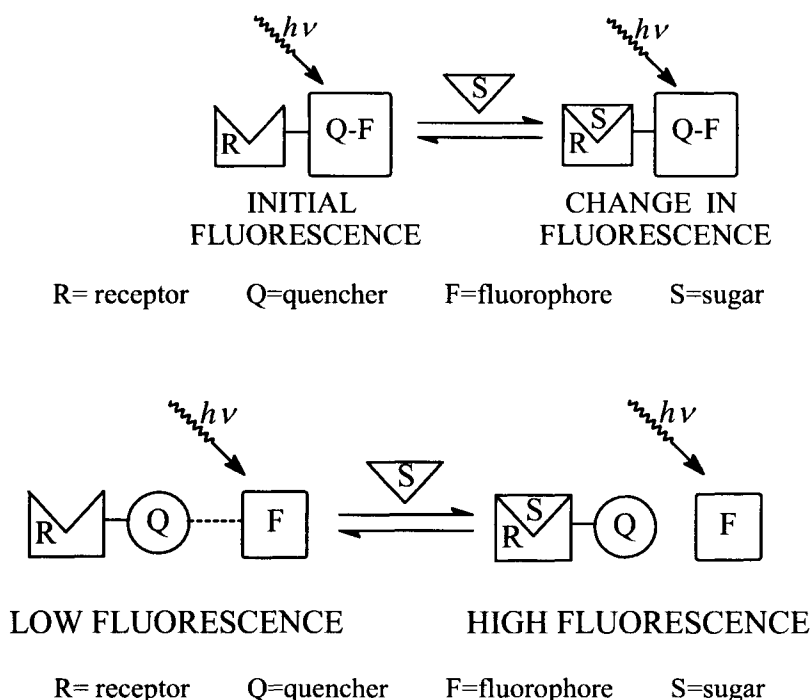 hν hν
S
R Q-F S R Q-F
INITIAL CHANGE IN
FLUORESCENCE FLUORESCENCE
R= receptor Q=quencher F=fluorophore S=sugar
hν hν
S
R Q F S R Q F
LOW FLUORESCENCE HIGH FLUORESCENCE
R= receptor Q=quencher F=fluorophore S=sugar